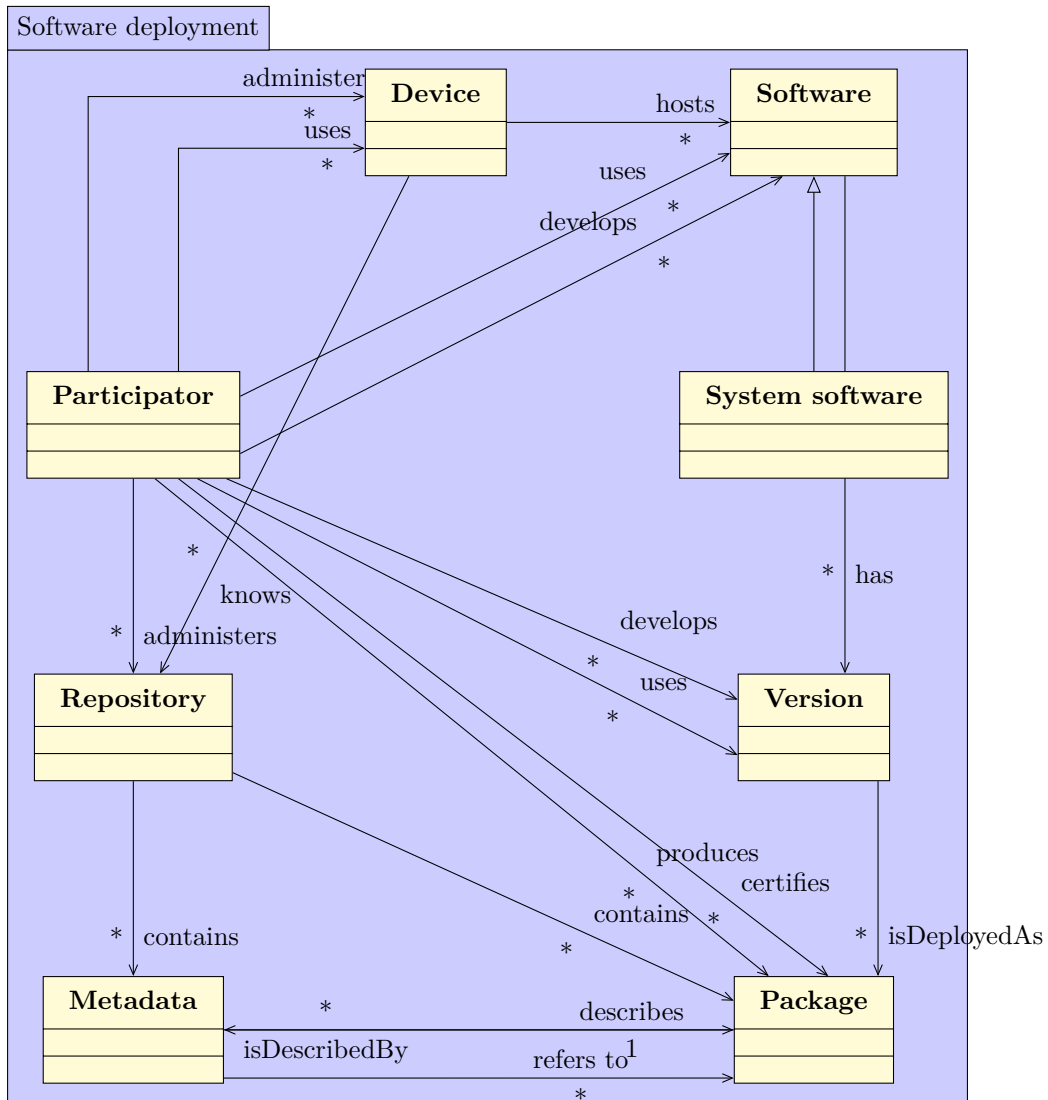 Software deployment
administer
Device
hosts
Software
*
uses
*
*
uses
*
develops
*
Participator
System software
*
knows
*
has
*
administers
develops
*
uses
*
Repository
Version
produces
certifies
*
*
contains
*
*
contains
*
isDeployedAs
Metadata
Package
*
describes
isDescribedBy
1
refers to
*